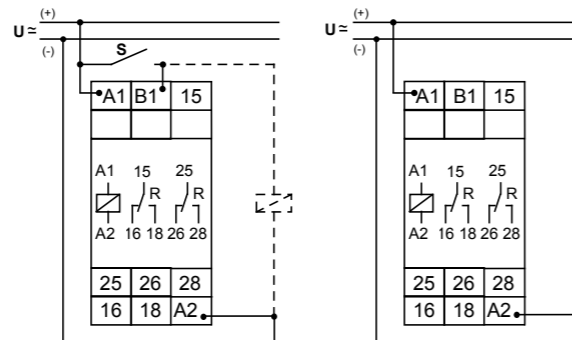 (+) (+)
U≃ U≃
(-) (-)
S
A1 B1 15 A1 B1 15
A1 15 25 A1 15 25
R R R R
A2 16 18 26 28 A2 16 18 26 28
25 26 28 25 26 28
16 18 A2 16 18 A2